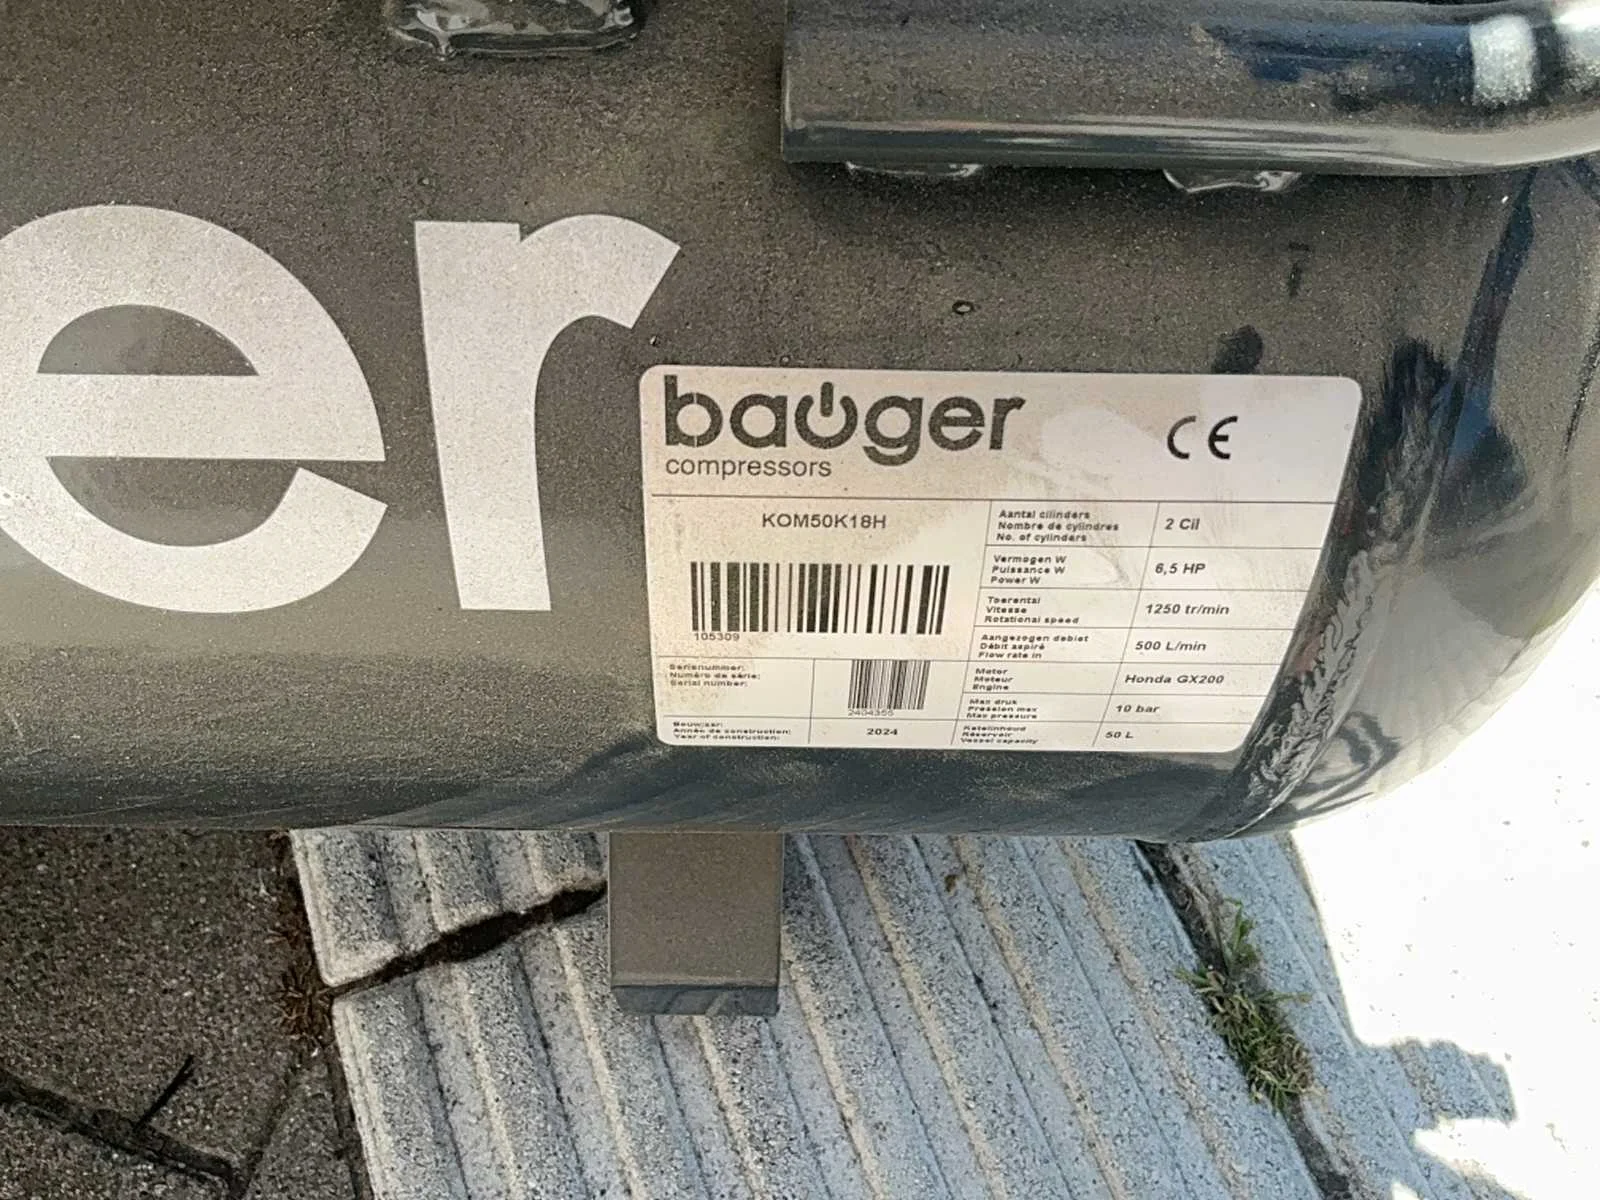 er
bauger
compressors
CE
KOM50K18H
105309
Aantal cilinders
Nombre de cylindres
No. of cylinders
2 Cil
Vermogen W
Puissance W
Power W
6,5 HP
Toerental
Vitesse
Rotational speed
1250 tr/min
Aangezogen debiet
Débit aspiré
Flow rate in
500 L/min
Serienummer:
Numéro de série:
Serial number:
2404355
Motor
Moteur
Engine
Honda GX200
Max druk
Pression max
Max pressure
10 bar
Bouwjaar:
Année de construction:
Year of construction:
2024
Ketelinhoud
Réservoir
Vessel capacity
50 L